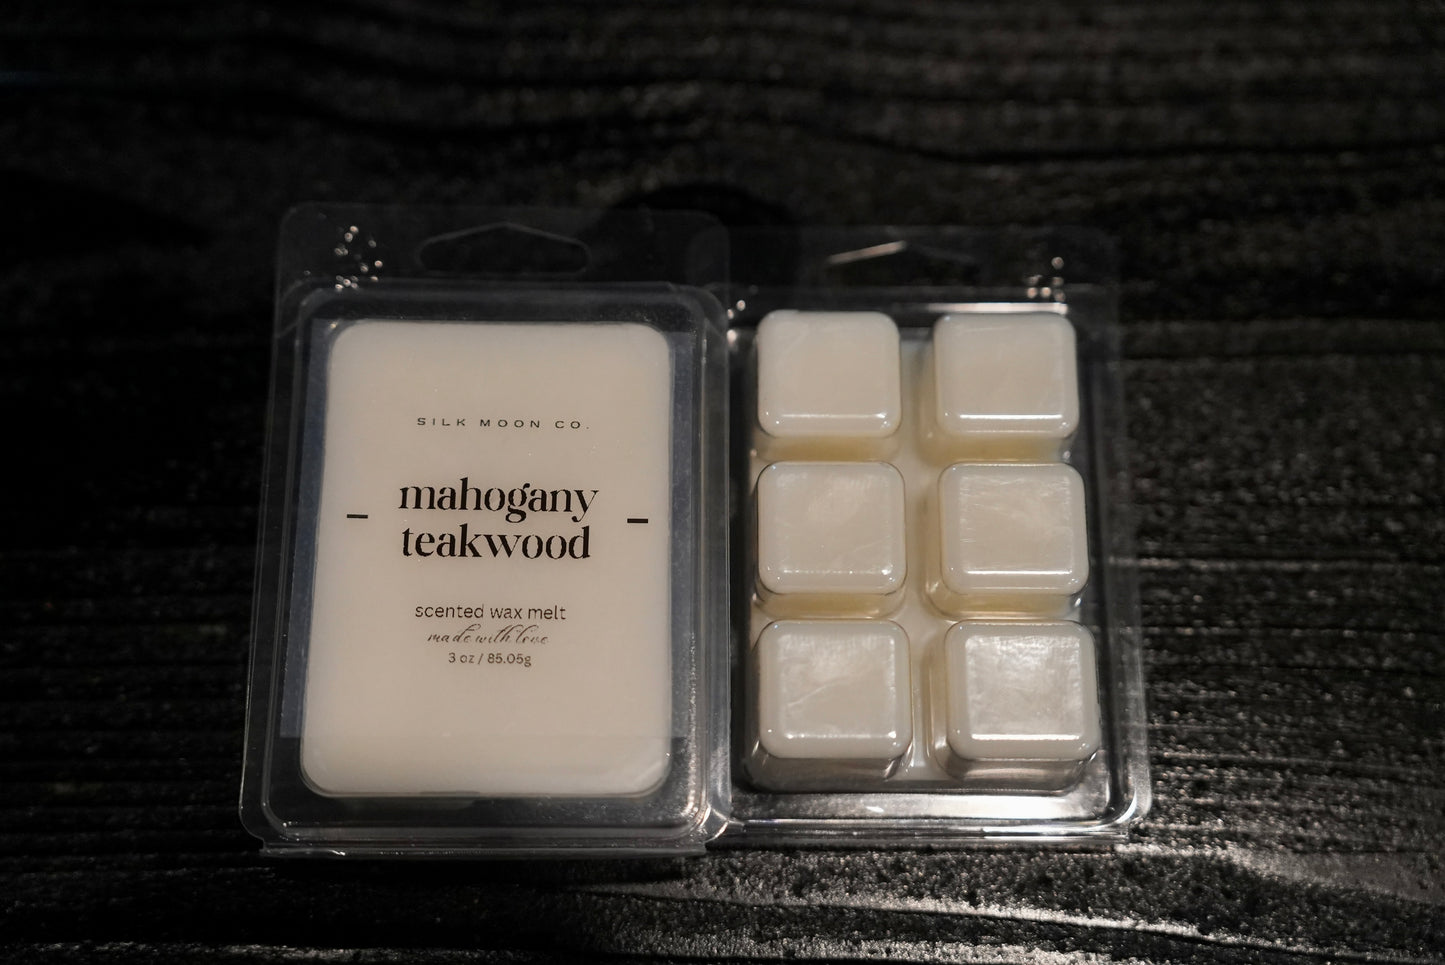 SILK MOON CO.
mahogany
teakwood
scented wax melt
made with love
3 oz / 85.05g